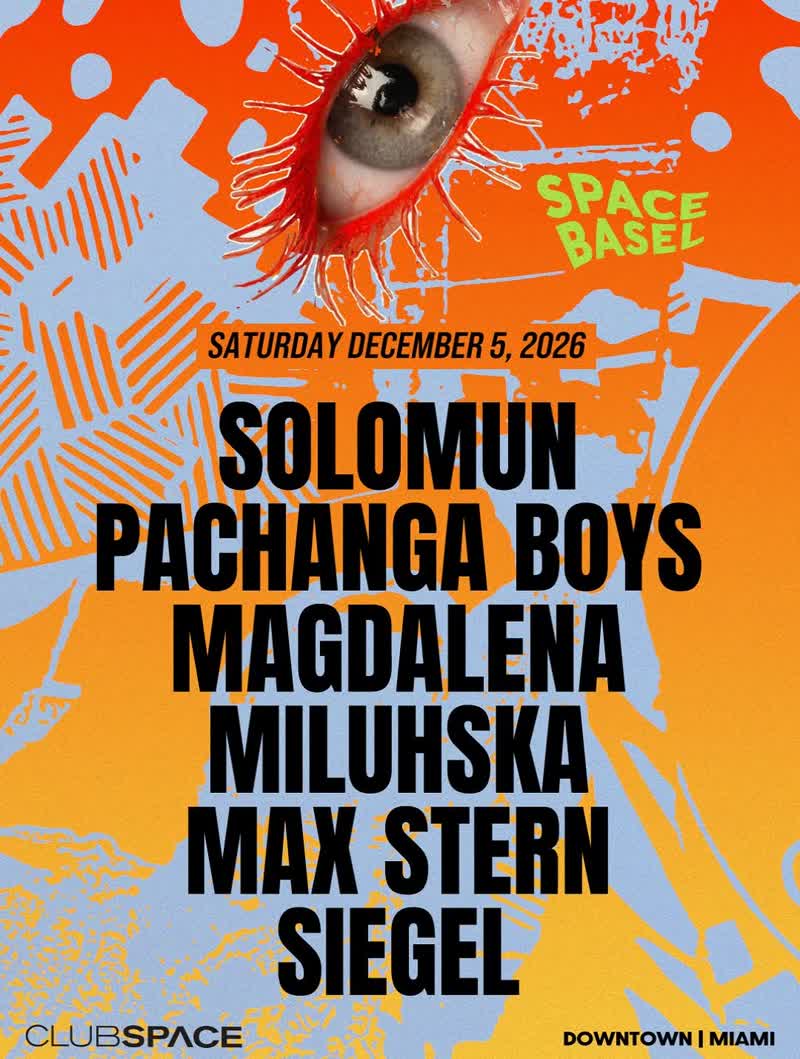 SPACE
BASEL
SATURDAY DECEMBER 5, 2026
SOLOMUN
PACHANGA BOYS
MAGDALENA
MILUHSKA
MAX STERN
SIEGEL
CLUBSPACE
DOWNTOWN | MIAMI